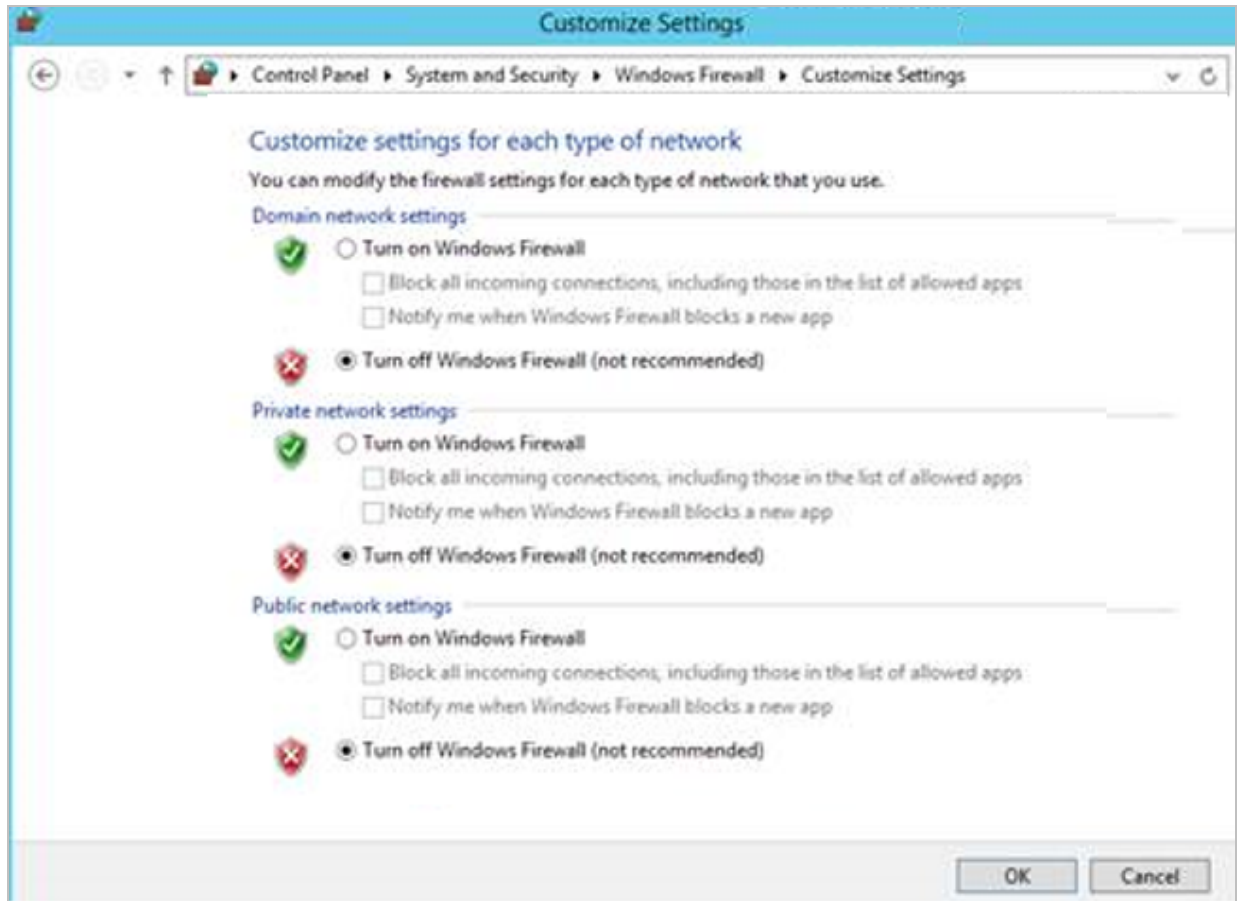 Customize Settings
Control Panel ▸ System and Security ▸ Windows Firewall ▸ Customize Settings
Customize settings for each type of network
You can modify the firewall settings for each type of network that you use.
Domain network settings
Turn on Windows Firewall
Block all incoming connections, including those in the list of allowed apps
Notify me when Windows Firewall blocks a new app
Turn off Windows Firewall (not recommended)
Private network settings
Turn on Windows Firewall
Block all incoming connections, including those in the list of allowed apps
Notify me when Windows Firewall blocks a new app
Turn off Windows Firewall (not recommended)
Public network settings
Turn on Windows Firewall
Block all incoming connections, including those in the list of allowed apps
Notify me when Windows Firewall blocks a new app
Turn off Windows Firewall (not recommended)
OK Cancel